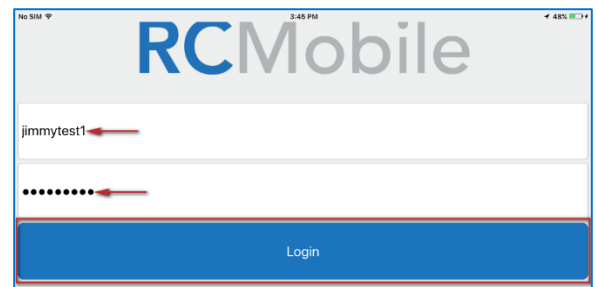 No SIM 3:45 PM 48%
RCMobile
jimmytest1
●●●●●●●●●
Login